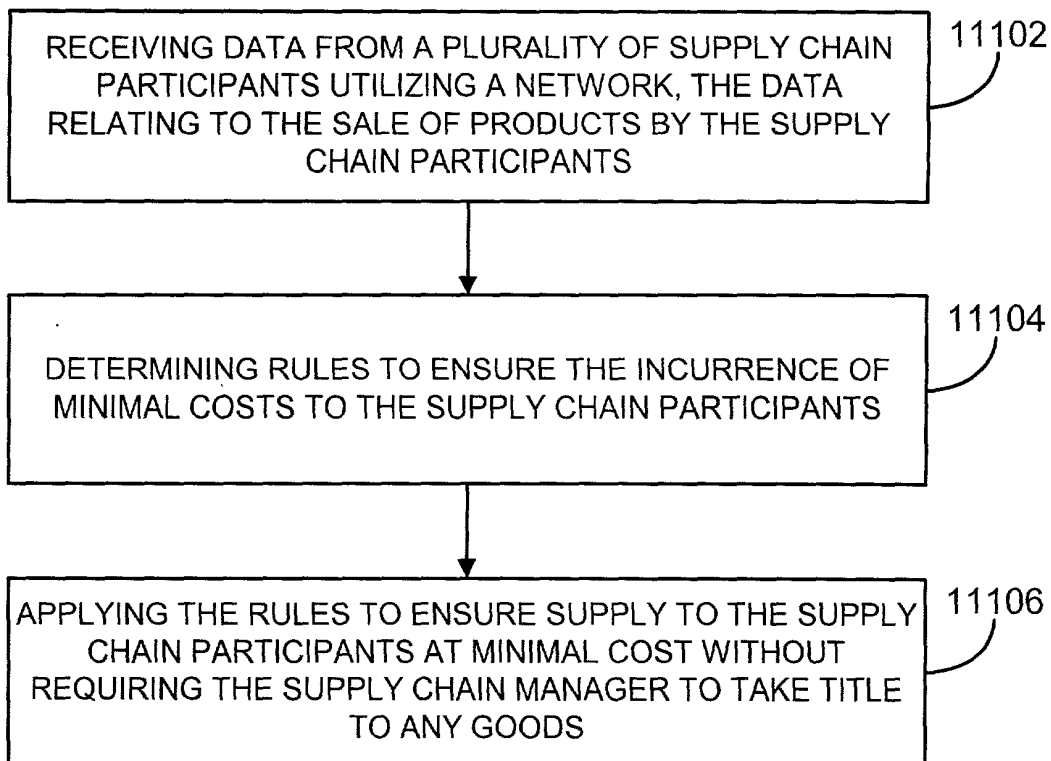 RECEIVING DATA FROM A PLURALITY OF SUPPLY CHAIN
PARTICIPANTS UTILIZING A NETWORK, THE DATA
RELATING TO THE SALE OF PRODUCTS BY THE SUPPLY
CHAIN PARTICIPANTS
11102
DETERMINING RULES TO ENSURE THE INCURRENCE OF
MINIMAL COSTS TO THE SUPPLY CHAIN PARTICIPANTS
11104
APPLYING THE RULES TO ENSURE SUPPLY TO THE SUPPLY
CHAIN PARTICIPANTS AT MINIMAL COST WITHOUT
REQUIRING THE SUPPLY CHAIN MANAGER TO TAKE TITLE
TO ANY GOODS
11106